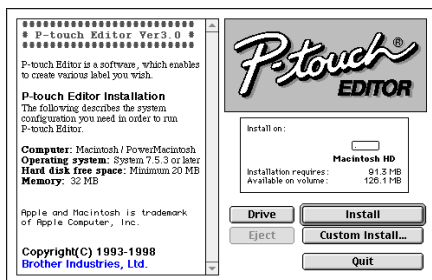 # P-touch Editor Ver3.0 #
P-touch Editor is a software, which enables
to create various label you wish.
P-touch Editor Installation
The following describes the system
configuration you need in order to run
P-touch Editor.
Computer: Macintosh / PowerMacintosh
Operating system: System 7.5.3 or later
Hard disk free space: Minimum 20 MB
Memory: 32 MB
Apple and Macintosh is trademark
of Apple Computer, Inc.
Copyright(C) 1993-1998
Brother Industries, Ltd.
P-touch®
EDITOR
Install on:
Macintosh HD
Installation requires: 91.3 MB
Available on volume: 126.1 MB
Drive
Install
Eject
Custom Install...
Quit